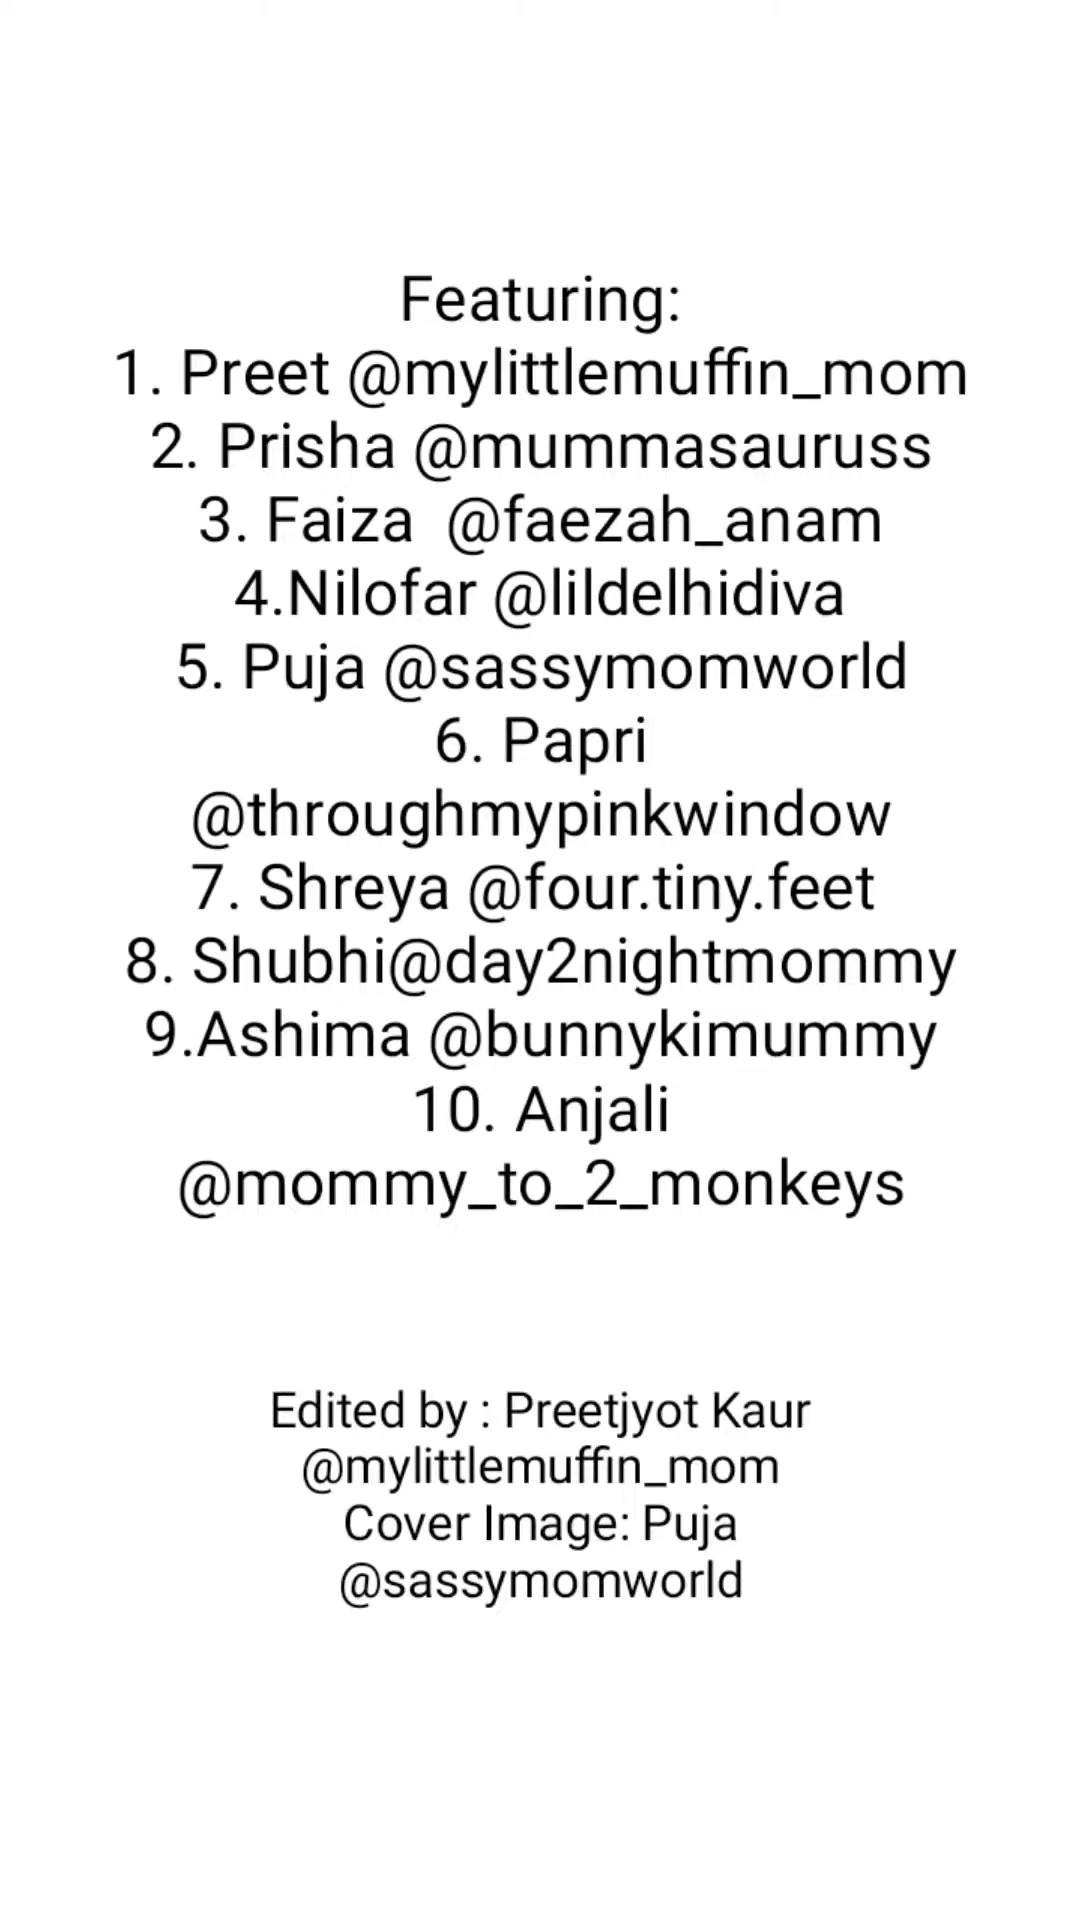 Featuring:
1. Preet @mylittlemuffin_mom
2. Prisha @mummasauruss
3. Faiza  @faezah_anam
4.Nilofar @lildelhidiva
5. Puja @sassymomworld
6. Papri
@throughmypinkwindow
7. Shreya @four.tiny.feet
8. Shubhi@day2nightmommy
9.Ashima @bunnykimummy
10. Anjali
@mommy_to_2_monkeys
Edited by : Preetjyot Kaur
@mylittlemuffin_mom
Cover Image: Puja
@sassymomworld